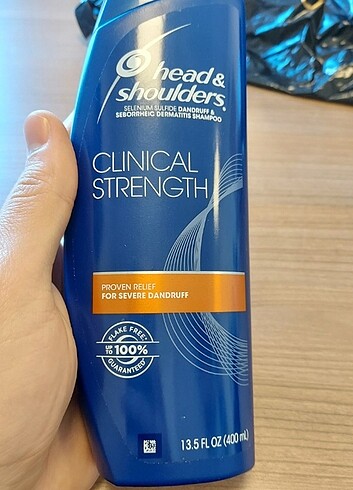 head &
shoulders®
SELENIUM SULFIDE DANDRUFF &
SEBORRHEIC DERMATITIS SHAMPOO
CLINICAL
STRENGTH
PROVEN RELIEF
FOR SEVERE DANDRUFF
FLAKE FREE*
UP TO 100%
GUARANTEED
13.5 FL OZ (400 mL)